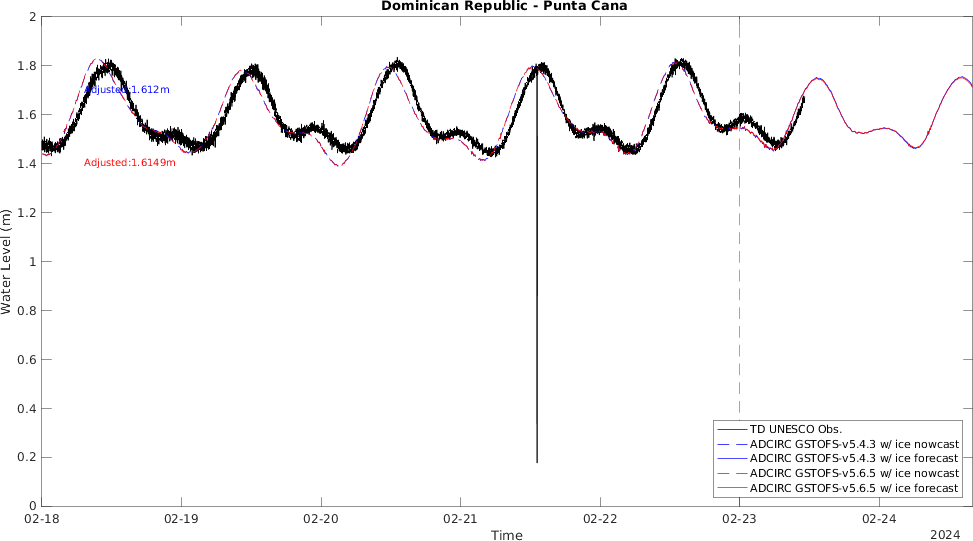 Dominican Republic - Punta Cana
2
1.8
1.6
1.4
1.2
1
0.8
0.6
0.4
0.2
0
Water Level (m)
Adjusted:1.612m
Adjusted:1.6149m
TD UNESCO Obs.
ADCIRC GSTOFS-v5.4.3 w/ ice nowcast
ADCIRC GSTOFS-v5.4.3 w/ ice forecast
ADCIRC GSTOFS-v5.6.5 w/ ice nowcast
ADCIRC GSTOFS-v5.6.5 w/ ice forecast
02-18 02-19 02-20 02-21 02-22 02-23 02-24
Time
2024